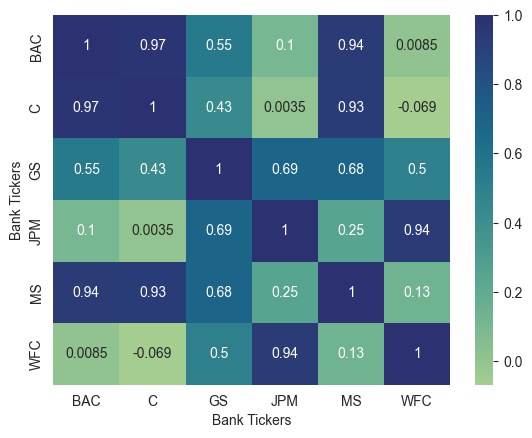 BAC 1 0.97 0.55 0.1 0.94 0.0085
C 0.97 1 0.43 0.0035 0.93 -0.069
GS 0.55 0.43 1 0.69 0.68 0.5
JPM 0.1 0.0035 0.69 1 0.25 0.94
MS 0.94 0.93 0.68 0.25 1 0.13
WFC 0.0085 -0.069 0.5 0.94 0.13 1
BAC C GS JPM MS WFC
Bank Tickers
Bank Tickers
1.0
0.8
0.6
0.4
0.2
0.0